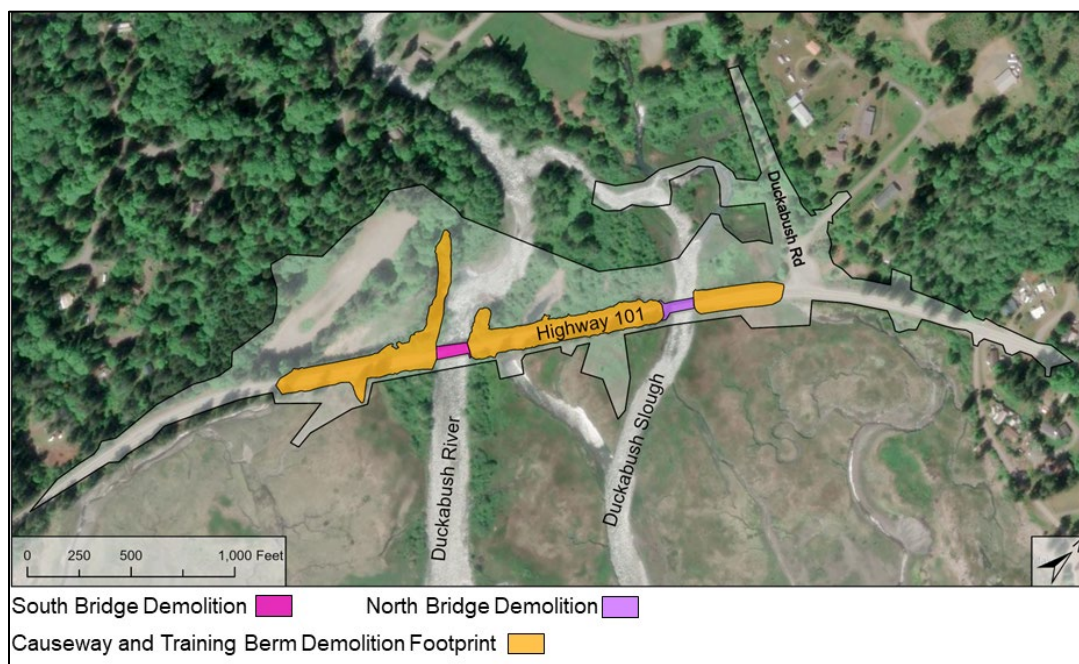 Duckabush Rd
Highway 101
Duckabush River
Duckabush Slough
0 250 500 1,000 Feet
South Bridge Demolition North Bridge Demolition
Causeway and Training Berm Demolition Footprint